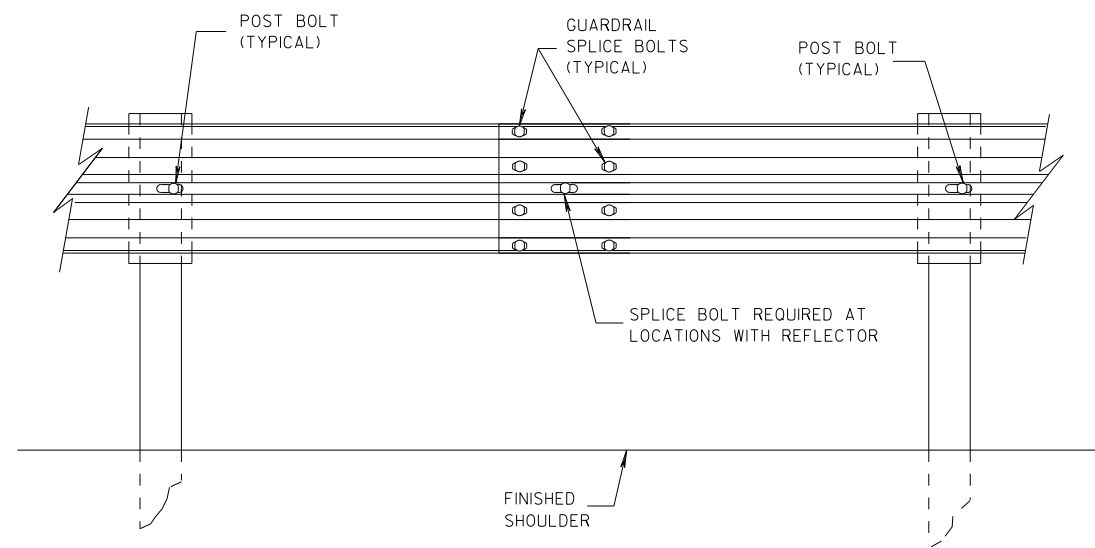 POST BOLT
(TYPICAL)
GUARDRAIL
SPLICE BOLTS
(TYPICAL)
POST BOLT
(TYPICAL)
SPLICE BOLT REQUIRED AT
LOCATIONS WITH REFLECTOR
FINISHED
SHOULDER